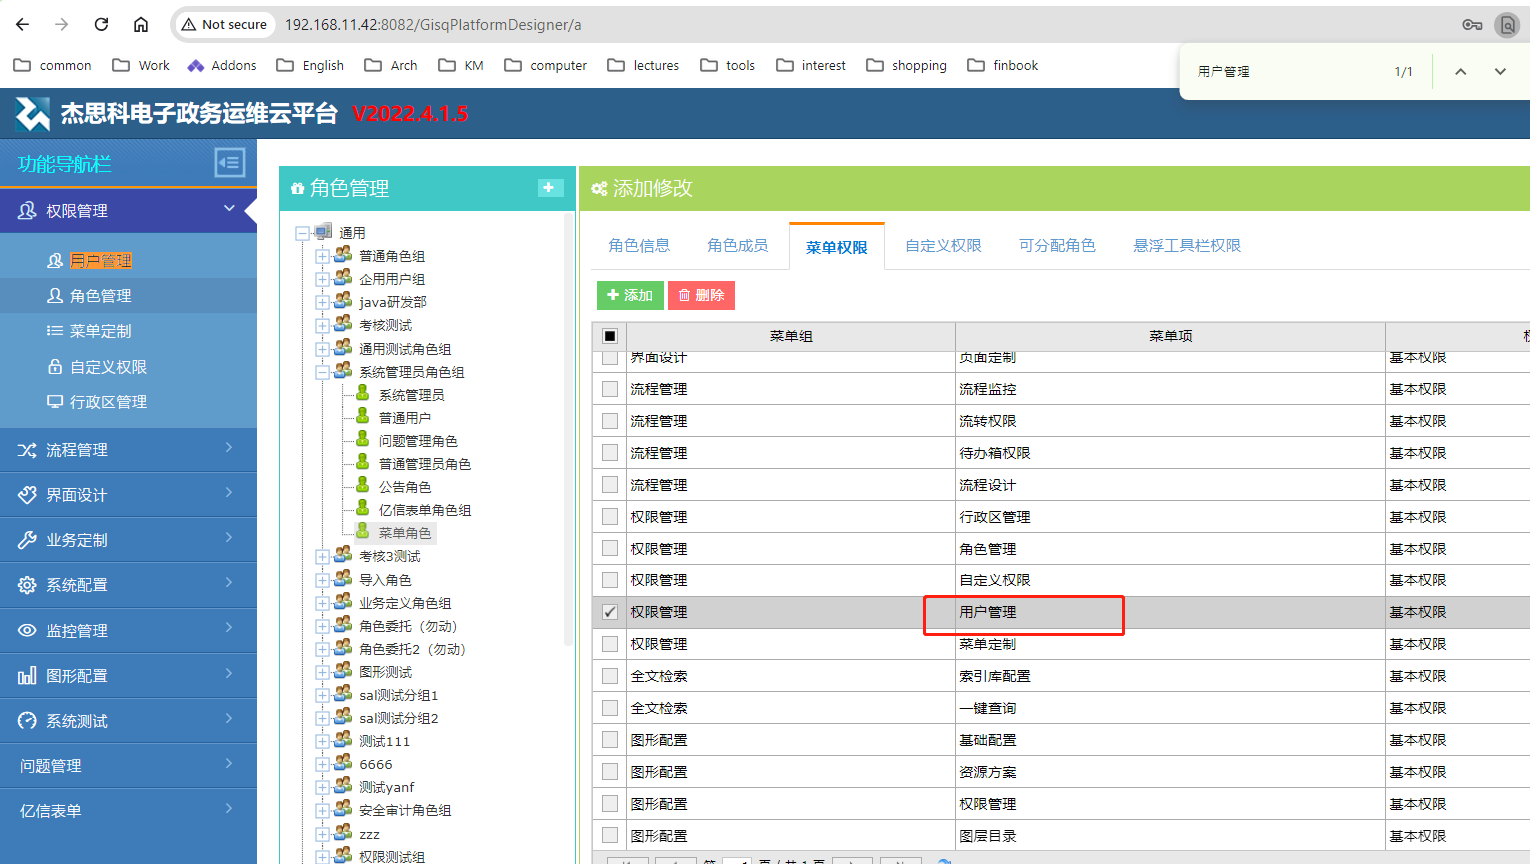 Not secure
192.168.11.42:8082/GisqPlatformDesigner/a
common
Work
Addons
English
Arch
KM
computer
lectures
tools
interest
shopping
finbook
用户管理
1/1
杰思科电子政务运维云平台
V2022.4.1.5
功能导航栏
权限管理
用户管理
角色管理
菜单定制
自定义权限
行政区管理
流程管理
界面设计
业务定制
系统配置
监控管理
图形配置
系统测试
问题管理
亿信表单
角色管理
通用
普通角色组
企用用户组
java研发部
考核测试
通用测试角色组
系统管理员角色组
系统管理员
普通用户
问题管理角色
普通管理员角色
公告角色
亿信表单角色组
菜单角色
考核3测试
导入角色
业务定义角色组
角色委托（勿动）
角色委托2（勿动）
图形测试
sal测试分组1
sal测试分组2
测试111
6666
测试yanf
安全审计角色组
zzz
权限测试组
添加修改
角色信息
角色成员
菜单权限
自定义权限
可分配角色
悬浮工具栏权限
添加
删除
菜单组 菜单项
界面设计 页面定制 基本权限
流程管理 流程监控 基本权限
流程管理 流转权限 基本权限
流程管理 待办箱权限 基本权限
流程管理 流程设计 基本权限
权限管理 行政区管理 基本权限
权限管理 角色管理 基本权限
权限管理 自定义权限 基本权限
权限管理 用户管理 基本权限
权限管理 菜单定制 基本权限
全文检索 索引库配置 基本权限
全文检索 一键查询 基本权限
图形配置 基础配置 基本权限
图形配置 资源方案 基本权限
图形配置 权限管理 基本权限
图形配置 图层目录 基本权限